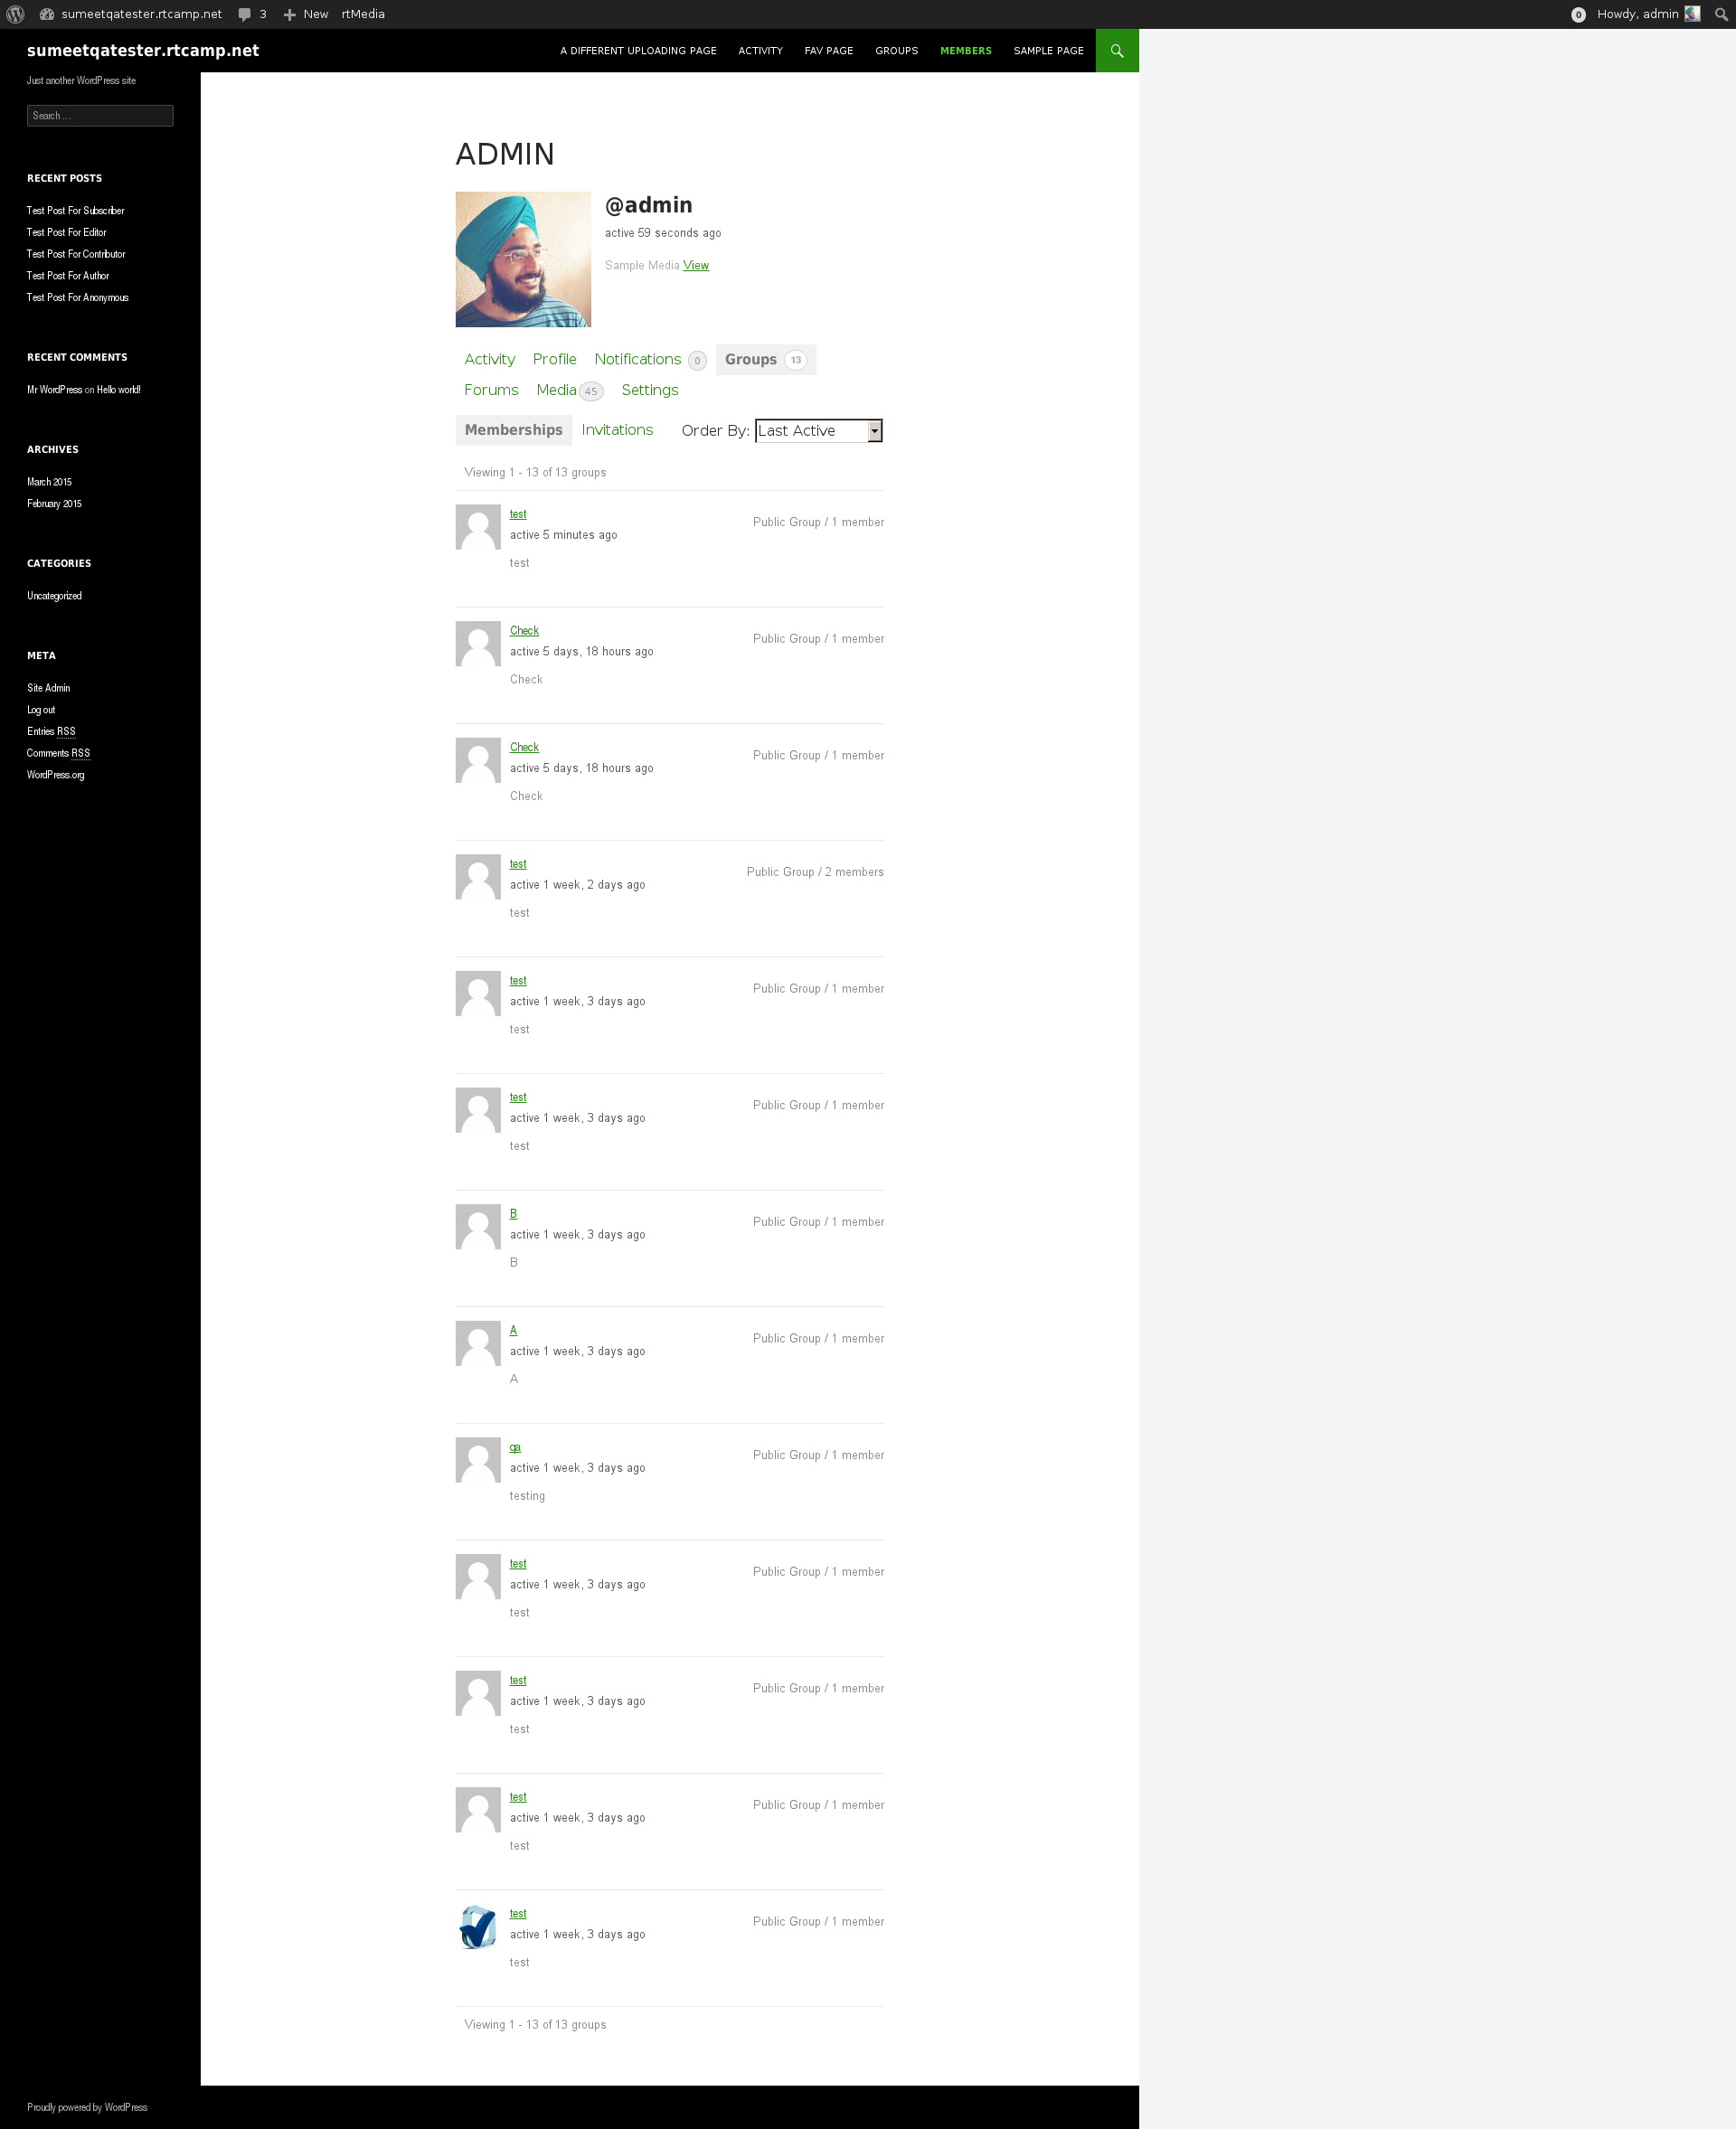 sumeetqatester.rtcamp.net 3 New rtMedia 0 Howdy, admin
sumeetqatester.rtcamp.net
A DIFFERENT UPLOADING PAGE ACTIVITY FAV PAGE GROUPS MEMBERS SAMPLE PAGE
Just another WordPress site
Search ...
RECENT POSTS
Test Post For Subscriber
Test Post For Editor
Test Post For Contributor
Test Post For Author
Test Post For Anonymous
RECENT COMMENTS
Mr WordPress on Hello world!
ARCHIVES
March 2015
February 2015
CATEGORIES
Uncategorized
META
Site Admin
Log out
Entries RSS
Comments RSS
WordPress.org
ADMIN
@admin
active 59 seconds ago
Sample Media View
Activity Profile Notifications 0 Groups 13
Forums Media 45 Settings
Memberships Invitations Order By: Last Active
Viewing 1 - 13 of 13 groups
test
Public Group / 1 member
active 5 minutes ago
test
Check
Public Group / 1 member
active 5 days, 18 hours ago
Check
Check
Public Group / 1 member
active 5 days, 18 hours ago
Check
test
Public Group / 2 members
active 1 week, 2 days ago
test
test
Public Group / 1 member
active 1 week, 3 days ago
test
test
Public Group / 1 member
active 1 week, 3 days ago
test
B
Public Group / 1 member
active 1 week, 3 days ago
B
A
Public Group / 1 member
active 1 week, 3 days ago
A
qa
Public Group / 1 member
active 1 week, 3 days ago
testing
test
Public Group / 1 member
active 1 week, 3 days ago
test
test
Public Group / 1 member
active 1 week, 3 days ago
test
test
Public Group / 1 member
active 1 week, 3 days ago
test
test
Public Group / 1 member
active 1 week, 3 days ago
test
Viewing 1 - 13 of 13 groups
Proudly powered by WordPress